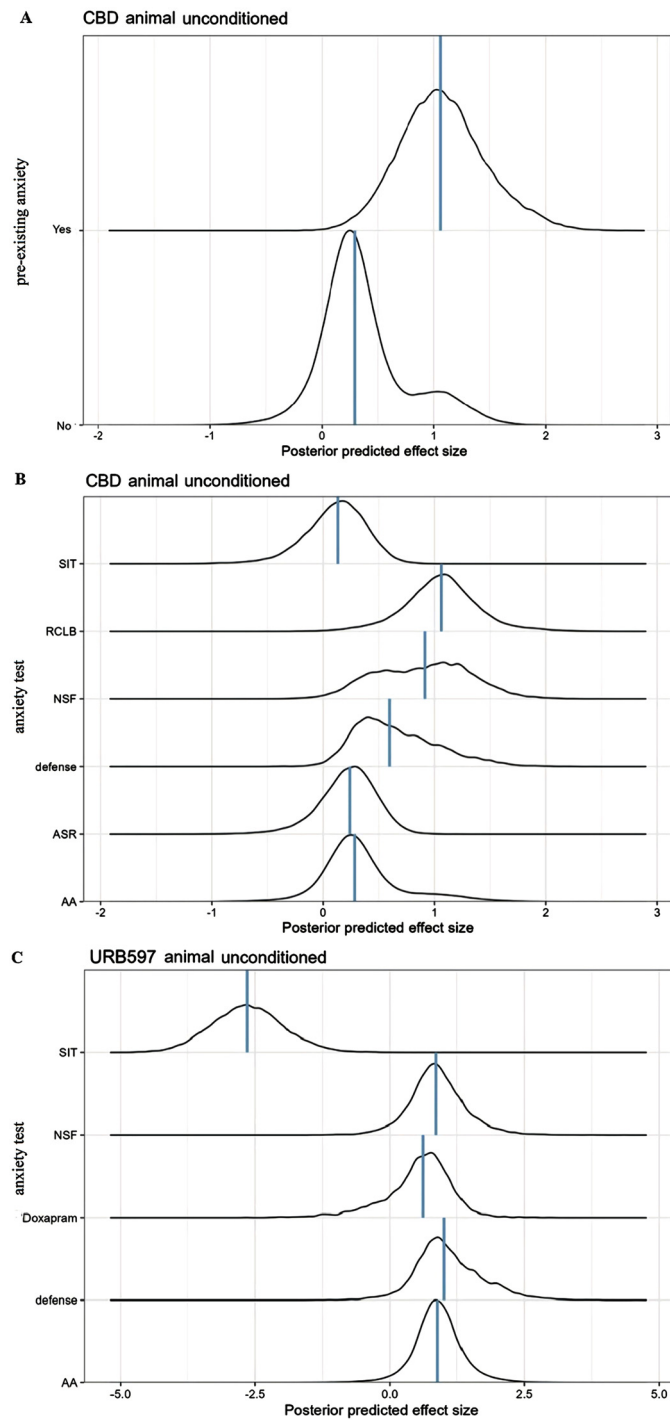 A
CBD animal unconditioned
pre-existing anxiety
Yes
No
-2 -1 0 1 2 3
Posterior predicted effect size
B
CBD animal unconditioned
anxiety test
SIT
RCLB
NSF
defense
ASR
AA
-2 -1 0 1 2 3
Posterior predicted effect size
C
URB597 animal unconditioned
anxiety test
SIT
NSF
Doxapram
defense
AA
-5.0 -2.5 0.0 2.5 5.0
Posterior predicted effect size